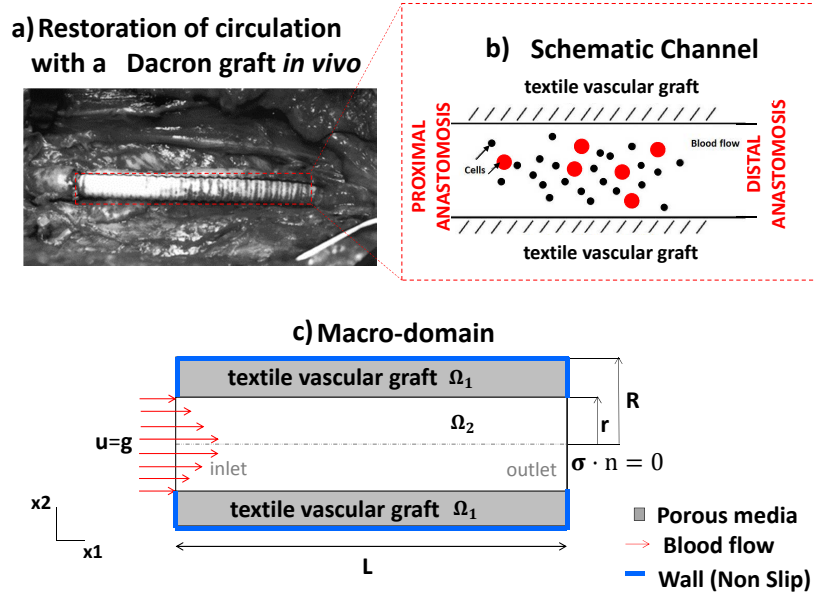 a) Restoration of circulation
with a Dacron graft in vivo
b) Schematic Channel
textile vascular graft
PROXIMAL
ANASTOMOSIS
Cells
Blood flow
DISTAL
ANASTOMOSIS
textile vascular graft
c) Macro-domain
textile vascular graft Ω₁
R
r
Ω₂
u=g
inlet
outlet
σ · n = 0
textile vascular graft Ω₁
x2
x1
L
Porous media
Blood flow
Wall (Non Slip)